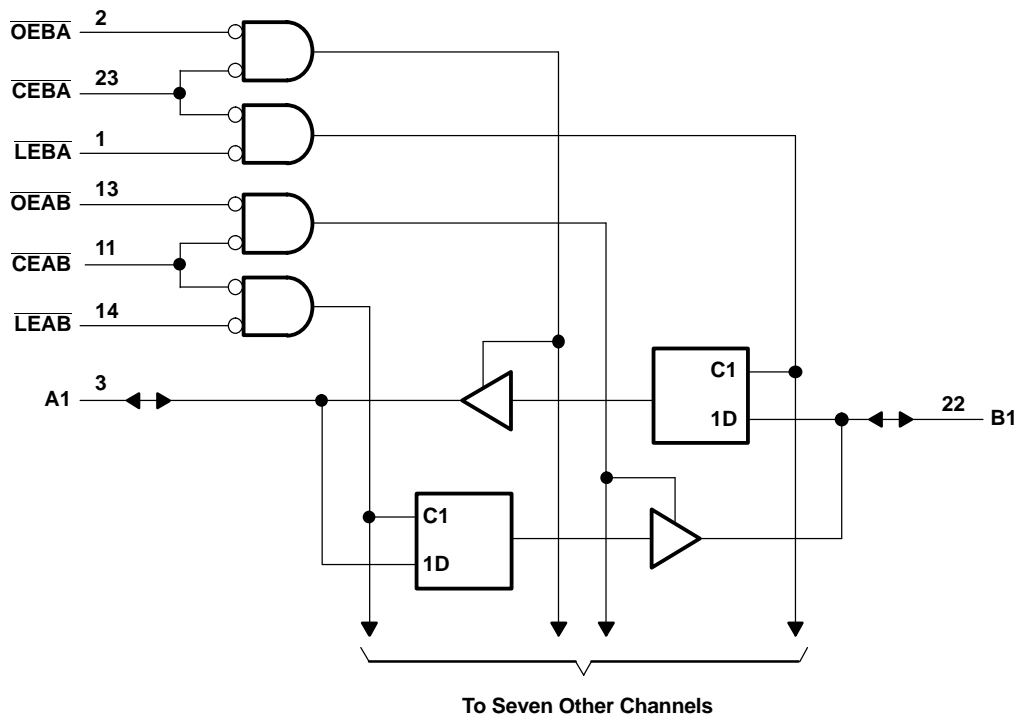 OEBA 2
CEBA 23
LEBA 1
OEAB 13
CEAB 11
LEAB 14
A1 3
C1
1D
22 B1
C1
1D
To Seven Other Channels